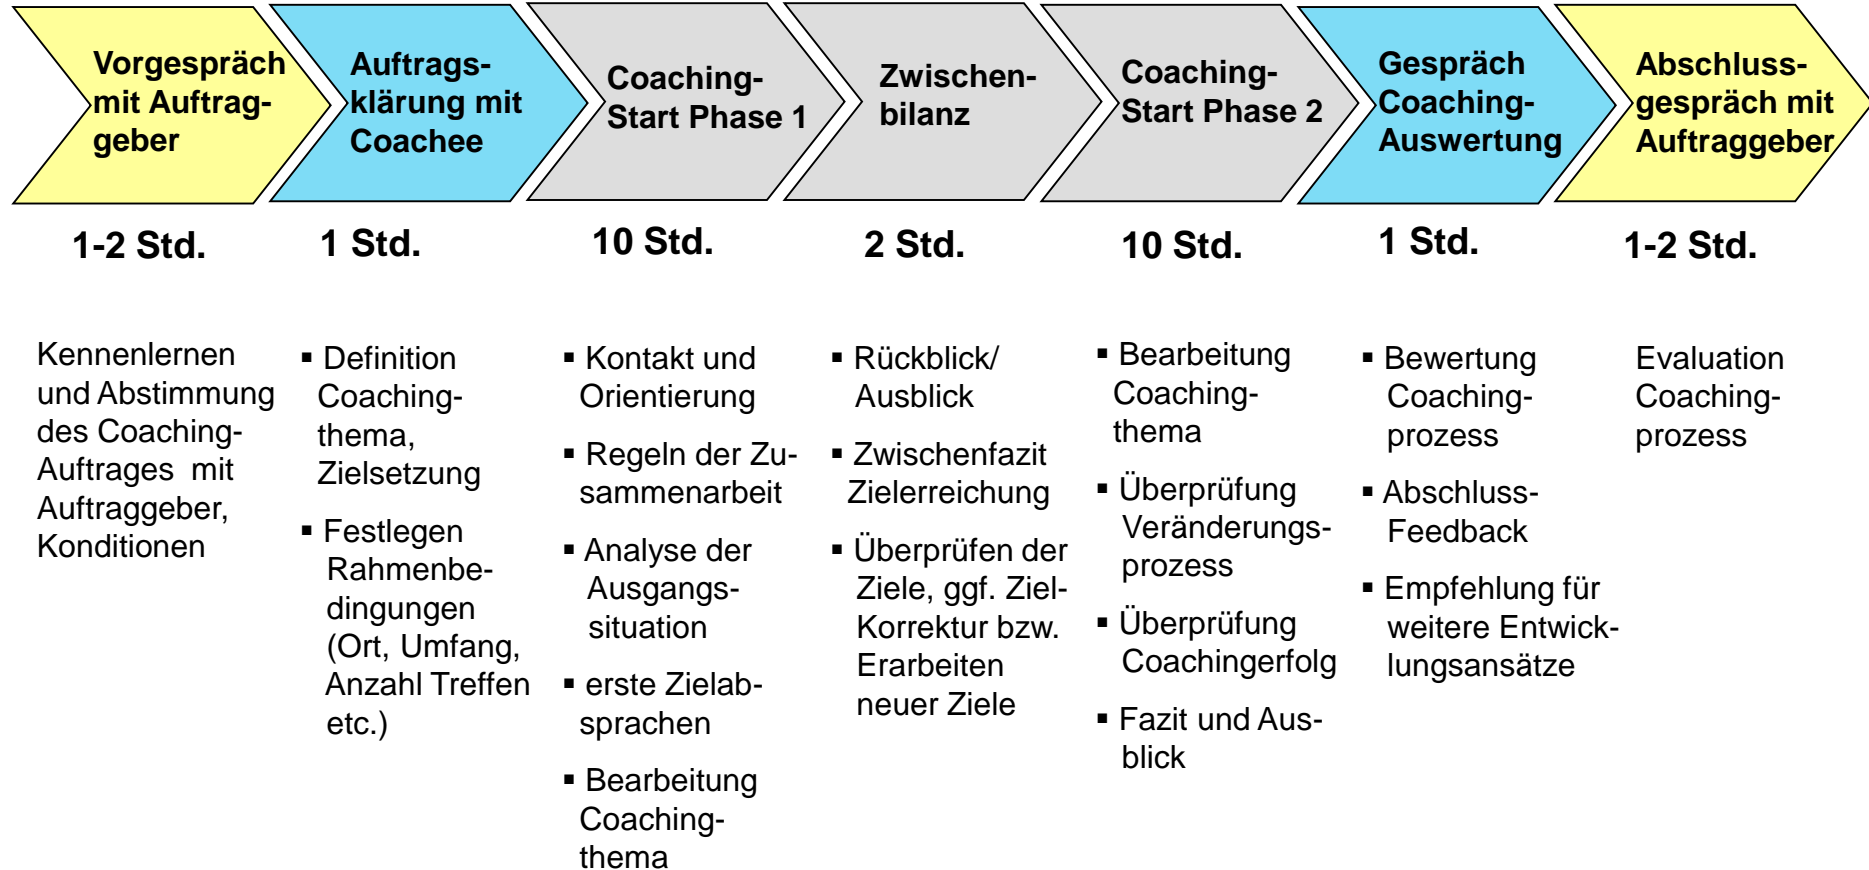 Vorgespräch
mit Auftrag-
geber
Auftrags-
klärung mit
Coachee
Coaching-
Start Phase 1
Zwischen-
bilanz
Coaching-
Start Phase 2
Gespräch
Coaching-
Auswertung
Abschluss-
gespräch mit
Auftraggeber
1-2 Std.
1 Std.
10 Std.
2 Std.
10 Std.
1 Std.
1-2 Std.
Kennenlernen
und Abstimmung
des Coaching-
Auftrages mit
Auftraggeber,
Konditionen
▪ Definition
Coaching-
thema,
Zielsetzung
▪ Festlegen
Rahmenbe-
dingungen
(Ort, Umfang,
Anzahl Treffen
etc.)
▪ Kontakt und
Orientierung
▪ Regeln der Zu-
sammenarbeit
▪ Analyse der
Ausgangs-
situation
▪ erste Zielab-
sprachen
▪ Bearbeitung
Coaching-
thema
▪ Rückblick/
Ausblick
▪ Zwischenfazit
Zielerreichung
▪ Überprüfen der
Ziele, ggf. Ziel-
Korrektur bzw.
Erarbeiten
neuer Ziele
▪ Bearbeitung
Coaching-
thema
▪ Überprüfung
Veränderungs-
prozess
▪ Überprüfung
Coachingerfolg
▪ Fazit und Aus-
blick
▪ Bewertung
Coaching-
prozess
▪ Abschluss-
Feedback
▪ Empfehlung für
weitere Entwick-
lungsansätze
Evaluation
Coaching-
prozess